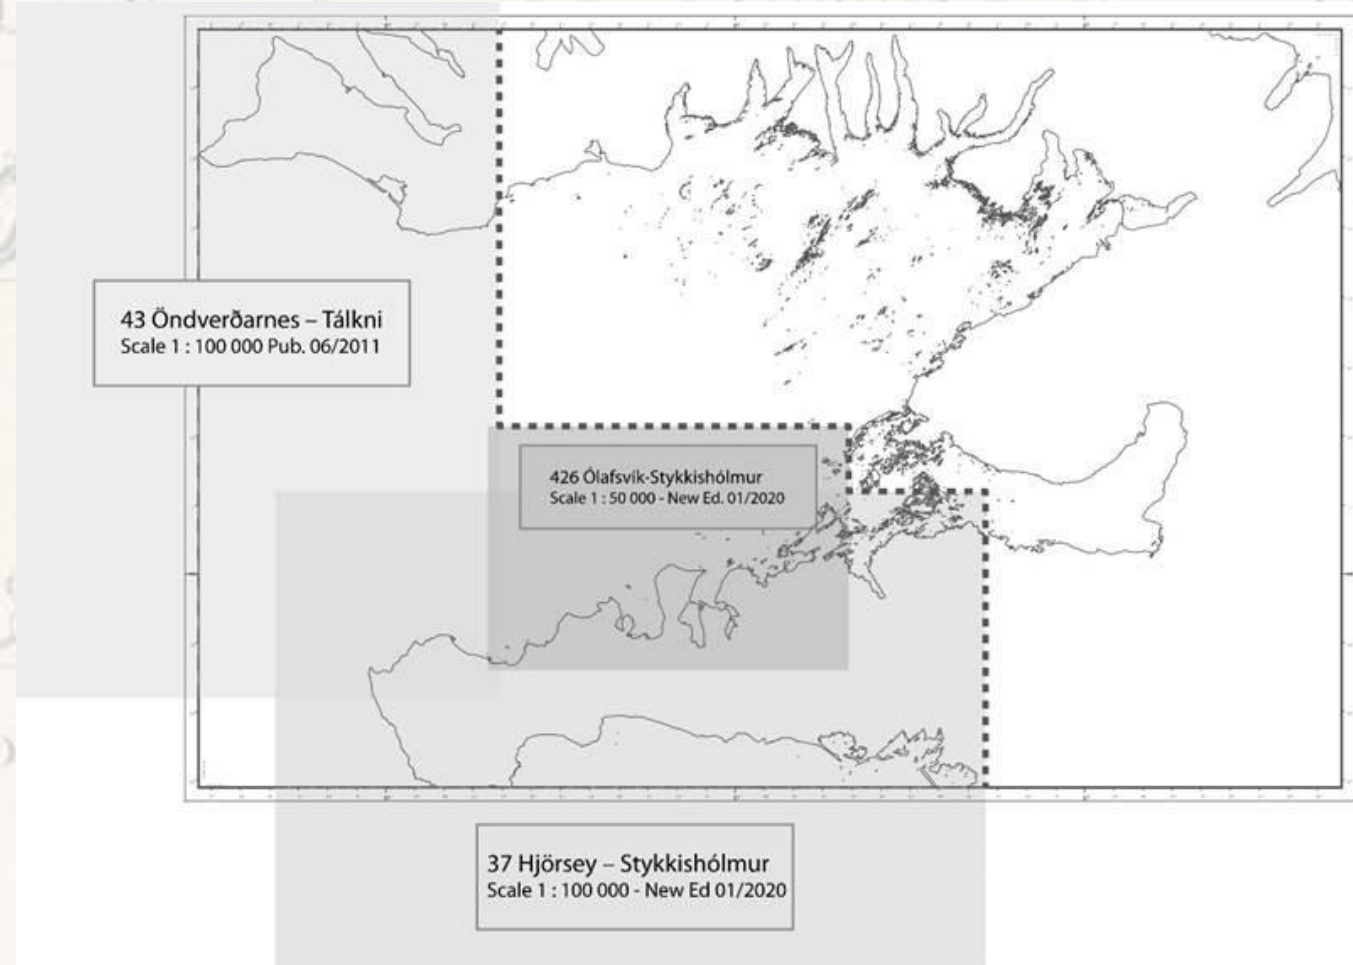 43 Öndverðarnes – Tálkni
Scale 1 : 100 000 Pub. 06/2011
426 Ólafsvík-Stykkishólmur
Scale 1 : 50 000 - New Ed. 01/2020
37 Hjörsey – Stykkishólmur
Scale 1 : 100 000 - New Ed 01/2020